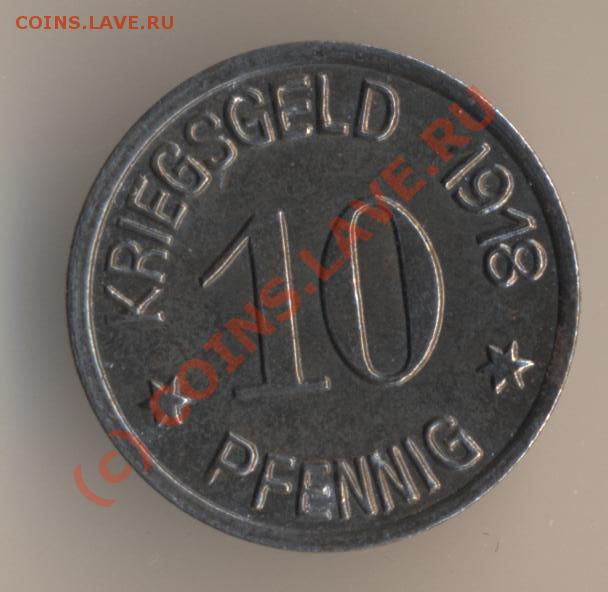 COINS.LAVE.RU
KRIEGSGELD 1918
10
PFENNIG
(c) COINS.LAVE.RU